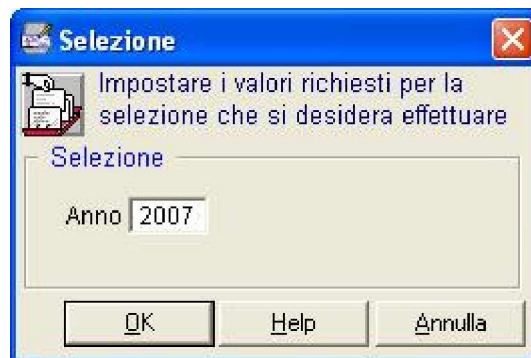 Selezione
Impostare i valori richiesti per la
selezione che si desidera effettuare
Selezione
Anno 2007
OK Help Annulla